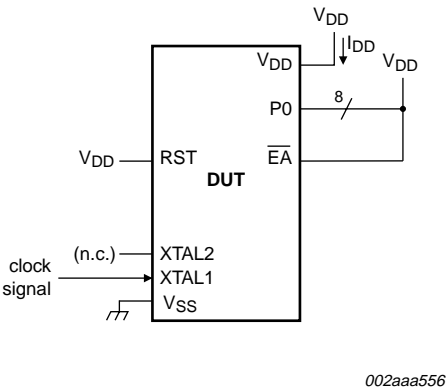 VDD
IDD
VDD
VDD
P0
8
VDD
RST
EA
DUT
(n.c.)
XTAL2
clock
signal
XTAL1
VSS
002aaa556